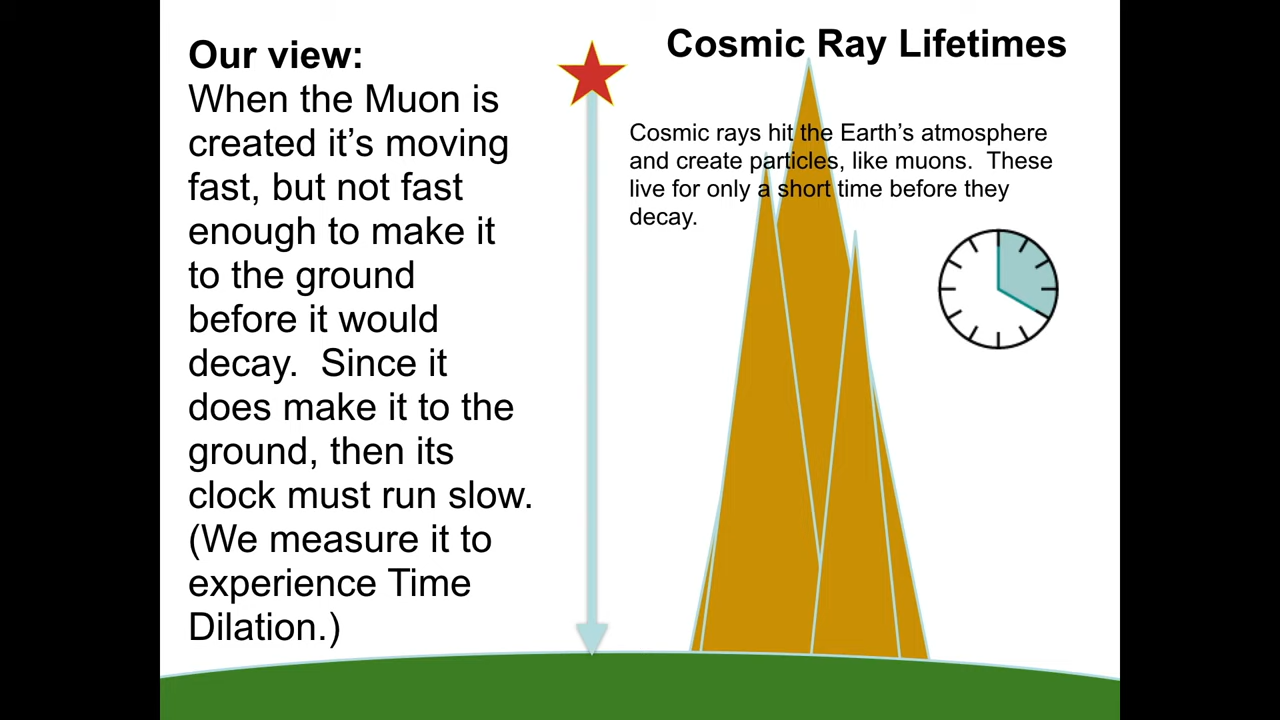 Our view:
When the Muon is
created it’s moving
fast, but not fast
enough to make it
to the ground
before it would
decay.  Since it
does make it to the
ground, then its
clock must run slow.
(We measure it to
experience Time
Dilation.)
Cosmic Ray Lifetimes
Cosmic rays hit the Earth’s atmosphere
and create particles, like muons.  These
live for only a short time before they
decay.